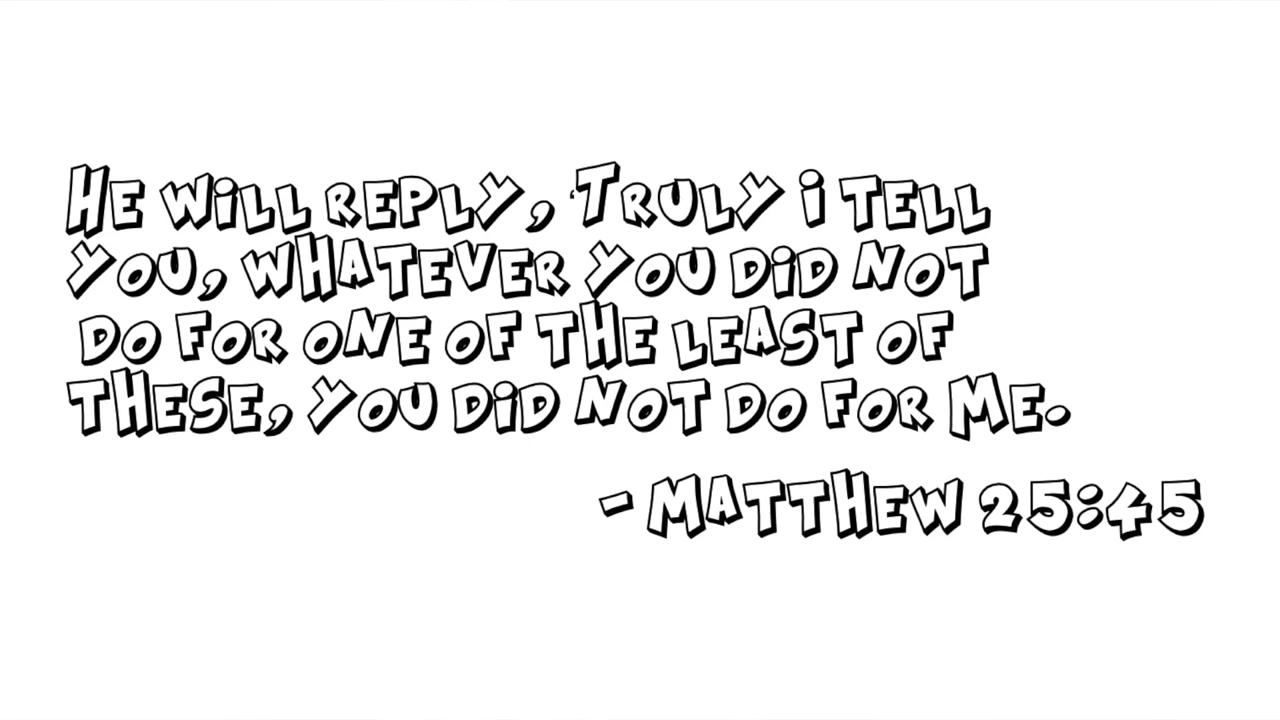 He will reply, ‘Truly i tell
you, whatever you did not
do for one of the least of
these, you did not do for Me.
- Matthew 25:45